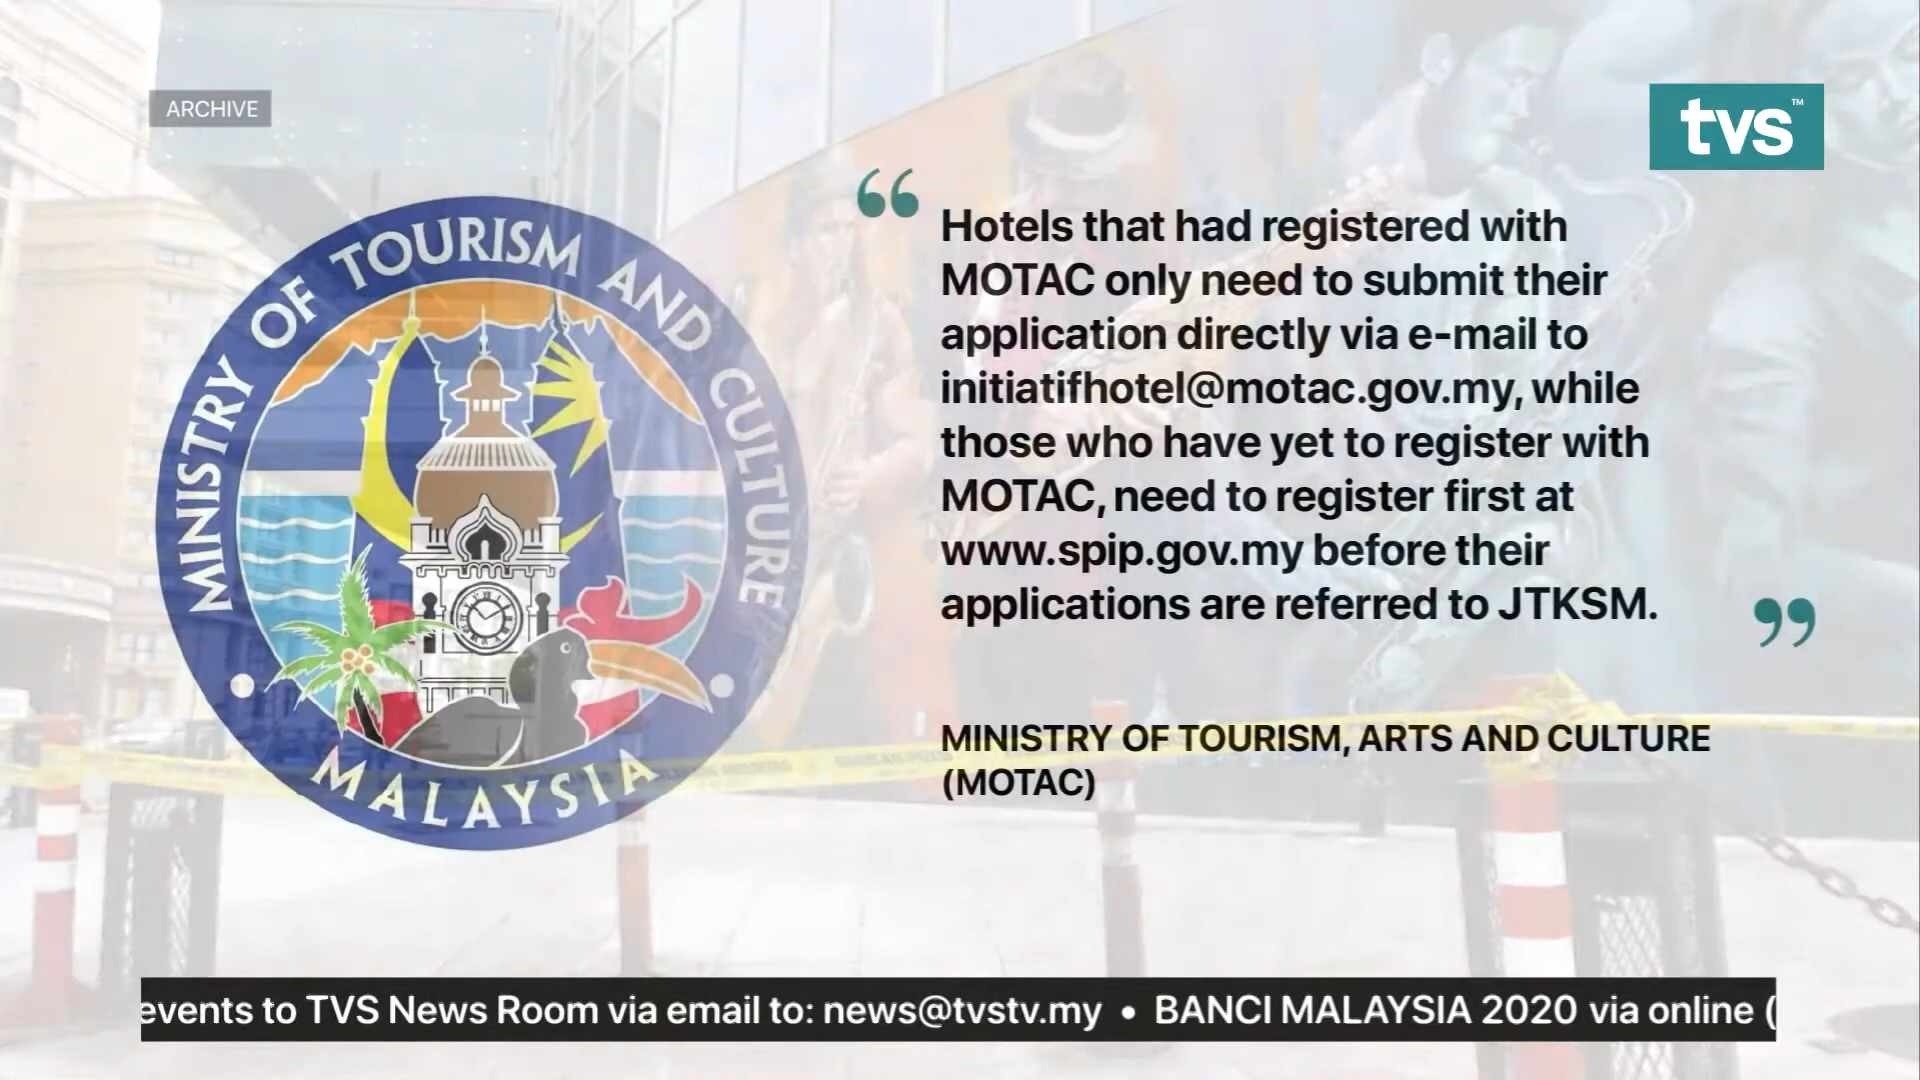 ARCHIVE
tvs™
MINISTRY OF TOURISM AND CULTURE
MALAYSIA
“
Hotels that had registered with
MOTAC only need to submit their
application directly via e-mail to
initiatifhotel@motac.gov.my, while
those who have yet to register with
MOTAC, need to register first at
www.spip.gov.my before their
applications are referred to JTKSM.
”
MINISTRY OF TOURISM, ARTS AND CULTURE
(MOTAC)
events to TVS News Room via email to: news@tvstv.my • BANCI MALAYSIA 2020 via online (